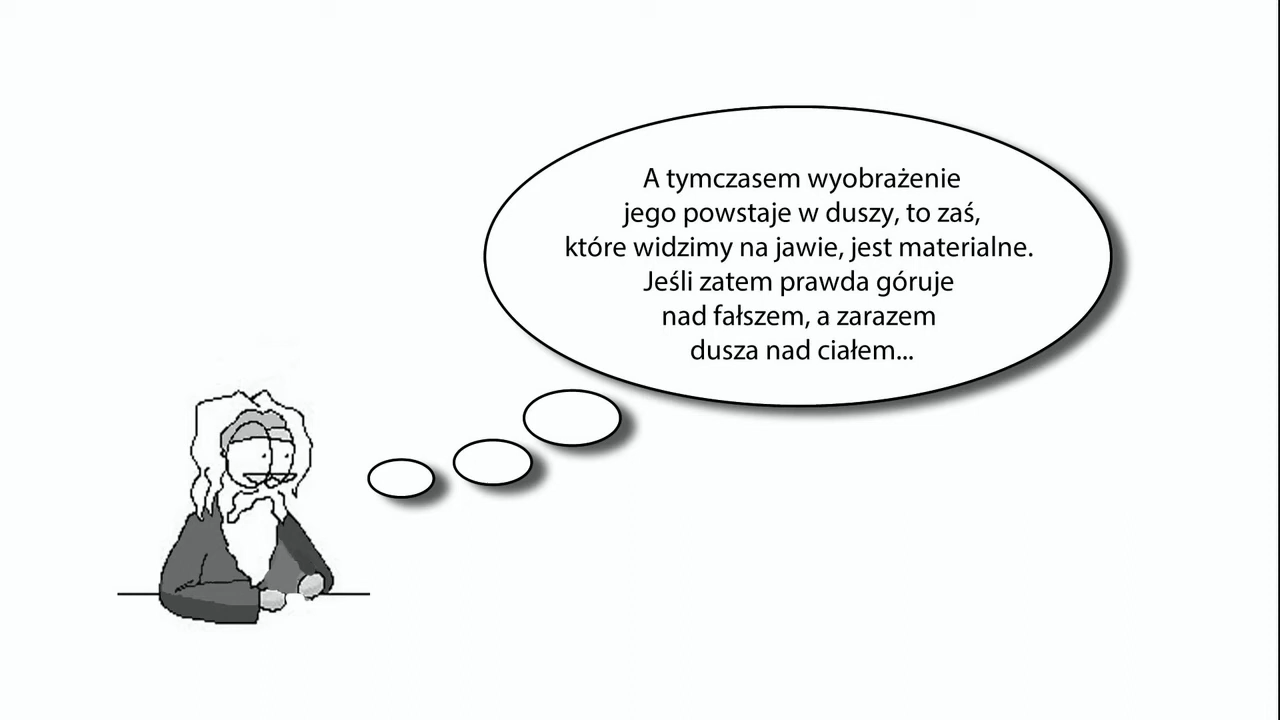 A tymczasem wyobrażenie
jego powstaje w duszy, to zaś,
które widzimy na jawie, jest materialne.
Jeśli zatem prawda góruje
nad fałszem, a zarazem
dusza nad ciałem...